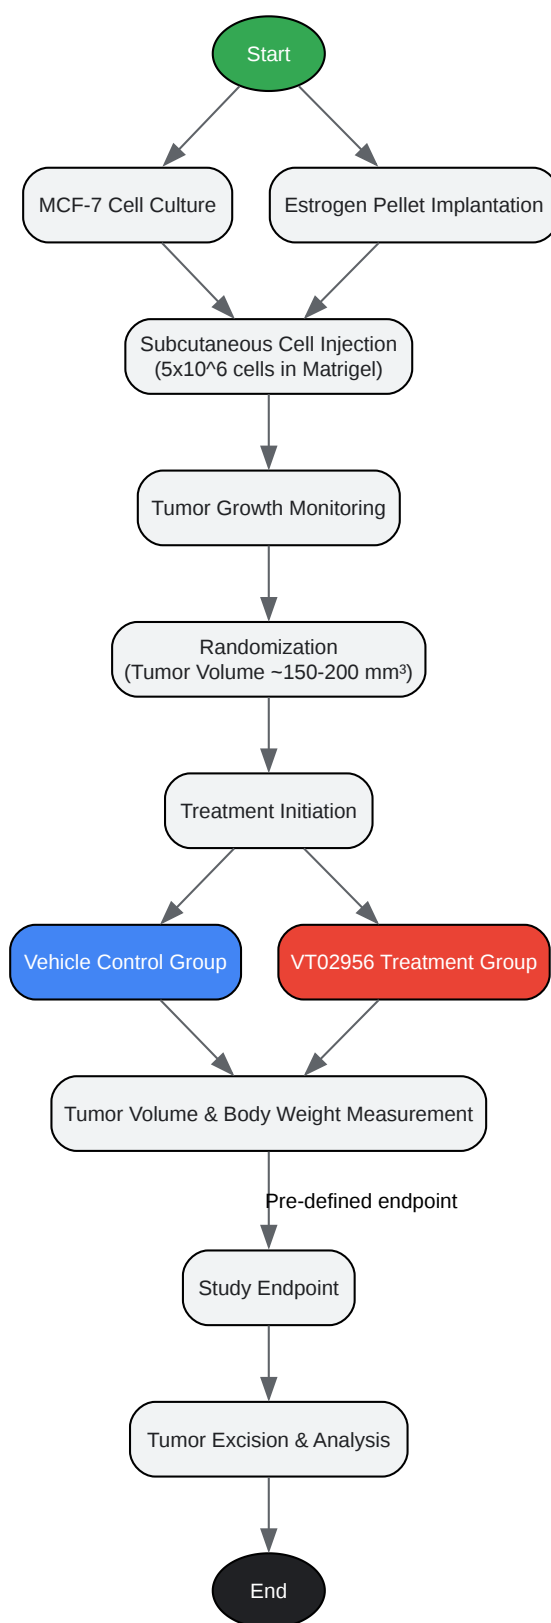 Start
MCF-7 Cell Culture
Estrogen Pellet Implantation
Subcutaneous Cell Injection
(5x10^6 cells in Matrigel)
Tumor Growth Monitoring
Randomization
(Tumor Volume ~150-200 mm³)
Treatment Initiation
Vehicle Control Group
VT02956 Treatment Group
Tumor Volume & Body Weight Measurement
Pre-defined endpoint
Study Endpoint
Tumor Excision & Analysis
End